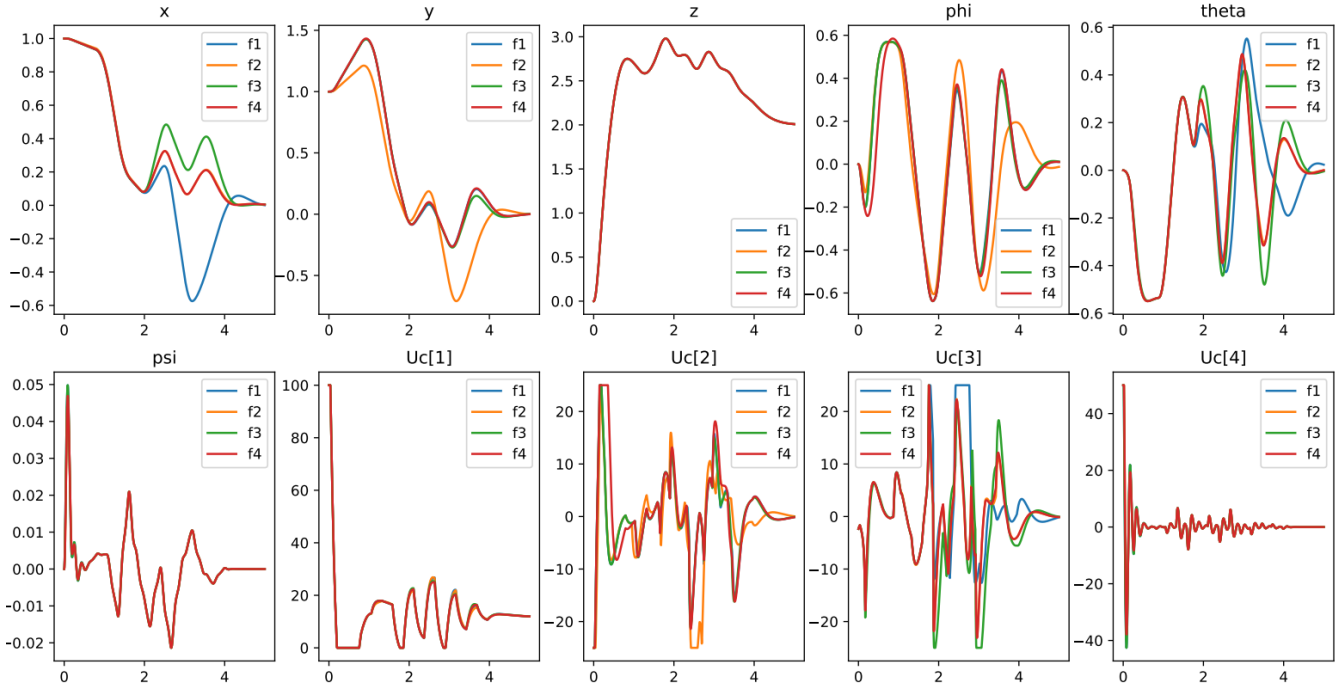 x
1.0
0.8
0.6
0.4
0.2
0.0
−0.2
−0.4
−0.6
0
2
4
f1
f2
f3
f4
y
1.5
1.0
0.5
0.0
−0.5
0
2
4
f1
f2
f3
f4
z
3.0
2.5
2.0
1.5
1.0
0.5
0.0
0
2
4
f1
f2
f3
f4
phi
0.6
0.4
0.2
0.0
−0.2
−0.4
−0.6
0
2
4
f1
f2
f3
f4
theta
0.6
0.4
0.2
0.0
−0.2
−0.4
−0.6
0
2
4
f1
f2
f3
f4
psi
0.05
0.04
0.03
0.02
0.01
0.00
−0.01
−0.02
0
2
4
f1
f2
f3
f4
Uc[1]
100
80
60
40
20
0
0
2
4
f1
f2
f3
f4
Uc[2]
20
10
0
−10
−20
0
2
4
f1
f2
f3
f4
Uc[3]
20
10
0
−10
−20
0
2
4
f1
f2
f3
f4
Uc[4]
40
20
0
−20
−40
0
2
4
f1
f2
f3
f4